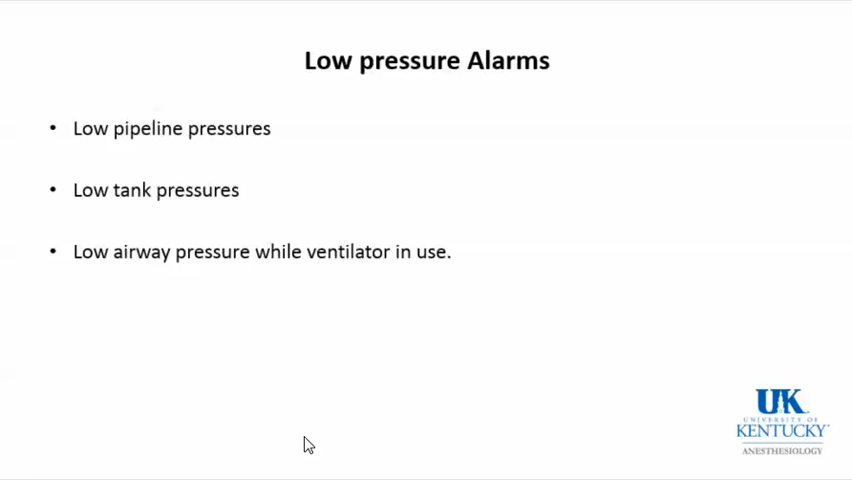 Low pressure Alarms
• Low pipeline pressures
• Low tank pressures
• Low airway pressure while ventilator in use.
UK
UNIVERSITY OF
KENTUCKY
ANESTHESIOLOGY